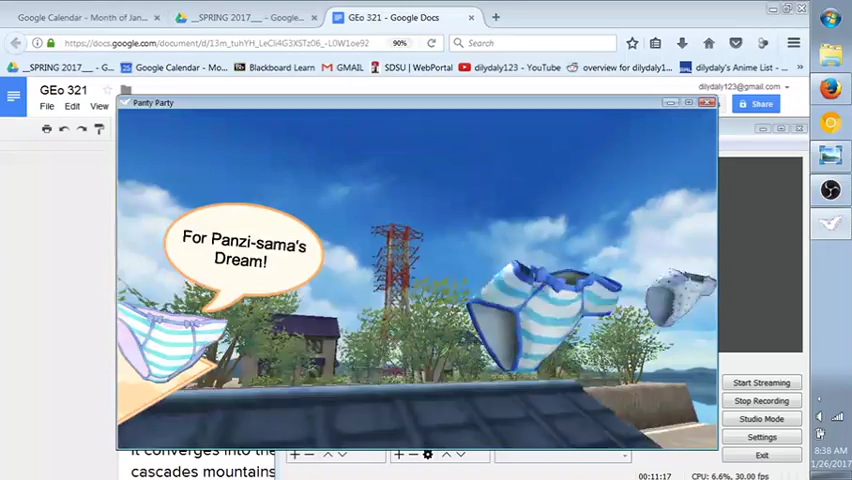 Google Calendar - Month of Jan
__SPRING 2017__ - Google
GEo 321 - Google Docs
https://docs.google.com/document/d/13m_tuhYH_LeCli4G3XSTz06_-L0W1oe92
90%
Search
__SPRING 2017__ - G...
Google Calendar - Mo...
Blackboard Learn
GMAIL
SDSU | WebPortal
dilydaly123 - YouTube
overview for dilydaly1...
dilydaly's Anime List ...
GEo 321
dilydaly123@gmail.com
File Edit View
Share
Panty Party
For Panzi-sama's
Dream!
Start Streaming
Stop Recording
Studio Mode
Settings
Exit
It converges into the
cascades mountains
00:11:17
CPU: 6.6%, 30.00 fps
8:38 AM
1/26/2017